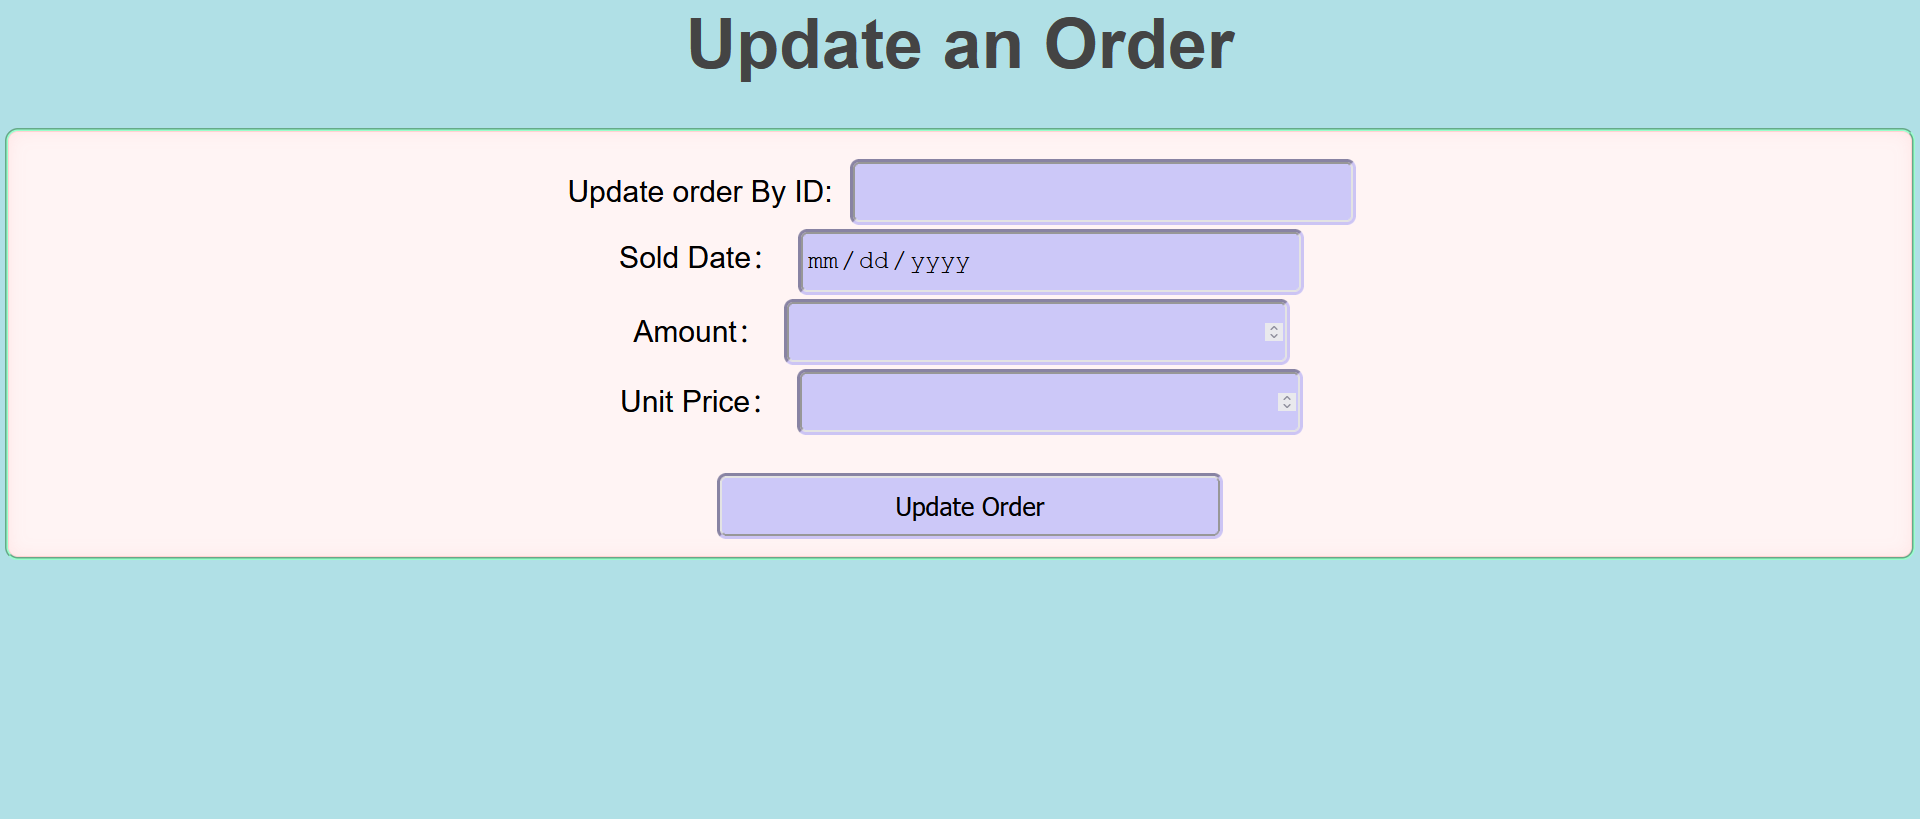 Update an Order
Update order By ID:
Sold Date: mm/dd/yyyy
Amount:
Unit Price:
Update Order